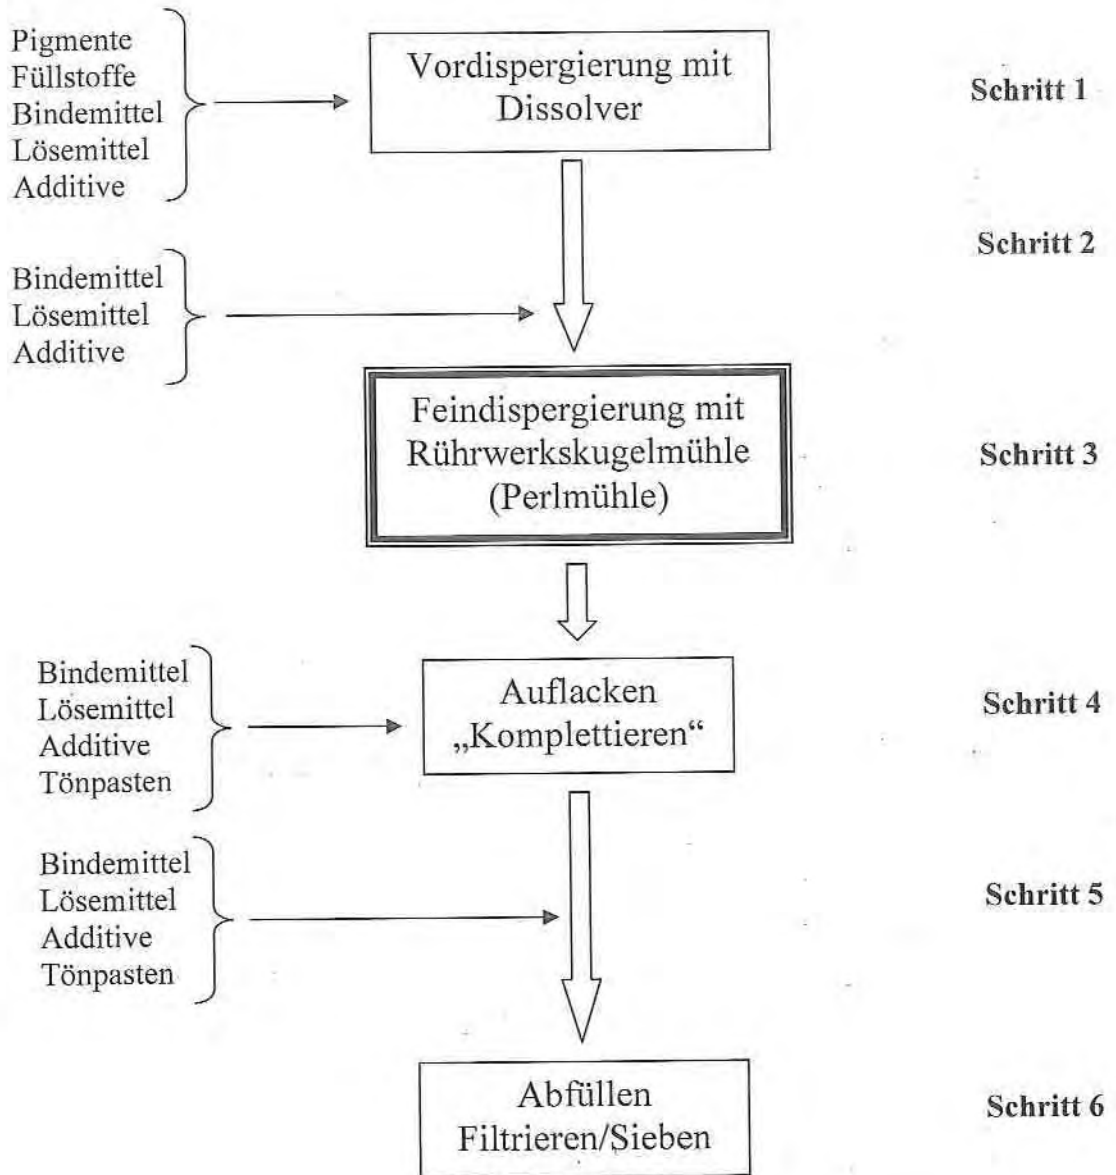 Pigmente
Füllstoffe
Bindemittel
Lösemittel
Additive
Vordispergierung mit
Dissolver
Schritt 1
Schritt 2
Bindemittel
Lösemittel
Additive
Feindispergierung mit
Rührwerkskugelmühle
(Perlmühle)
Schritt 3
Bindemittel
Lösemittel
Additive
Tönpasten
Auflacken
„Komplettieren“
Schritt 4
Bindemittel
Lösemittel
Additive
Tönpasten
Schritt 5
Abfüllen
Filtrieren/Sieben
Schritt 6